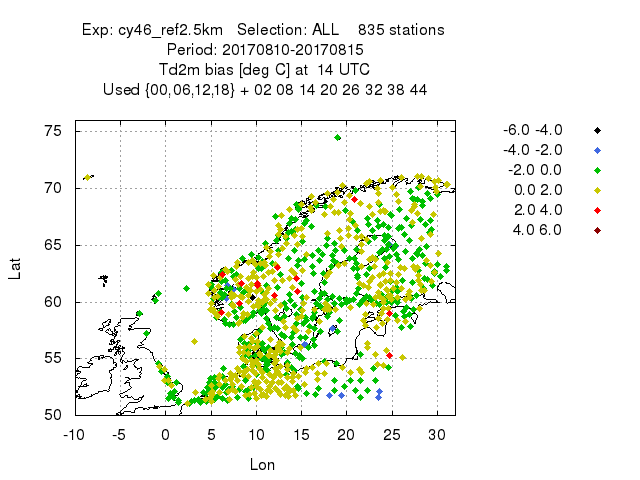 Exp: cy46_ref2.5km   Selection: ALL    835 stations
Period: 20170810-20170815
Td2m bias [deg C] at  14 UTC
Used {00,06,12,18} + 02 08 14 20 26 32 38 44
75
70
65
60
55
50
Lat
-10 -5 0 5 10 15 20 25 30
Lon
-6.0 -4.0
-4.0 -2.0
-2.0 0.0
0.0 2.0
2.0 4.0
4.0 6.0